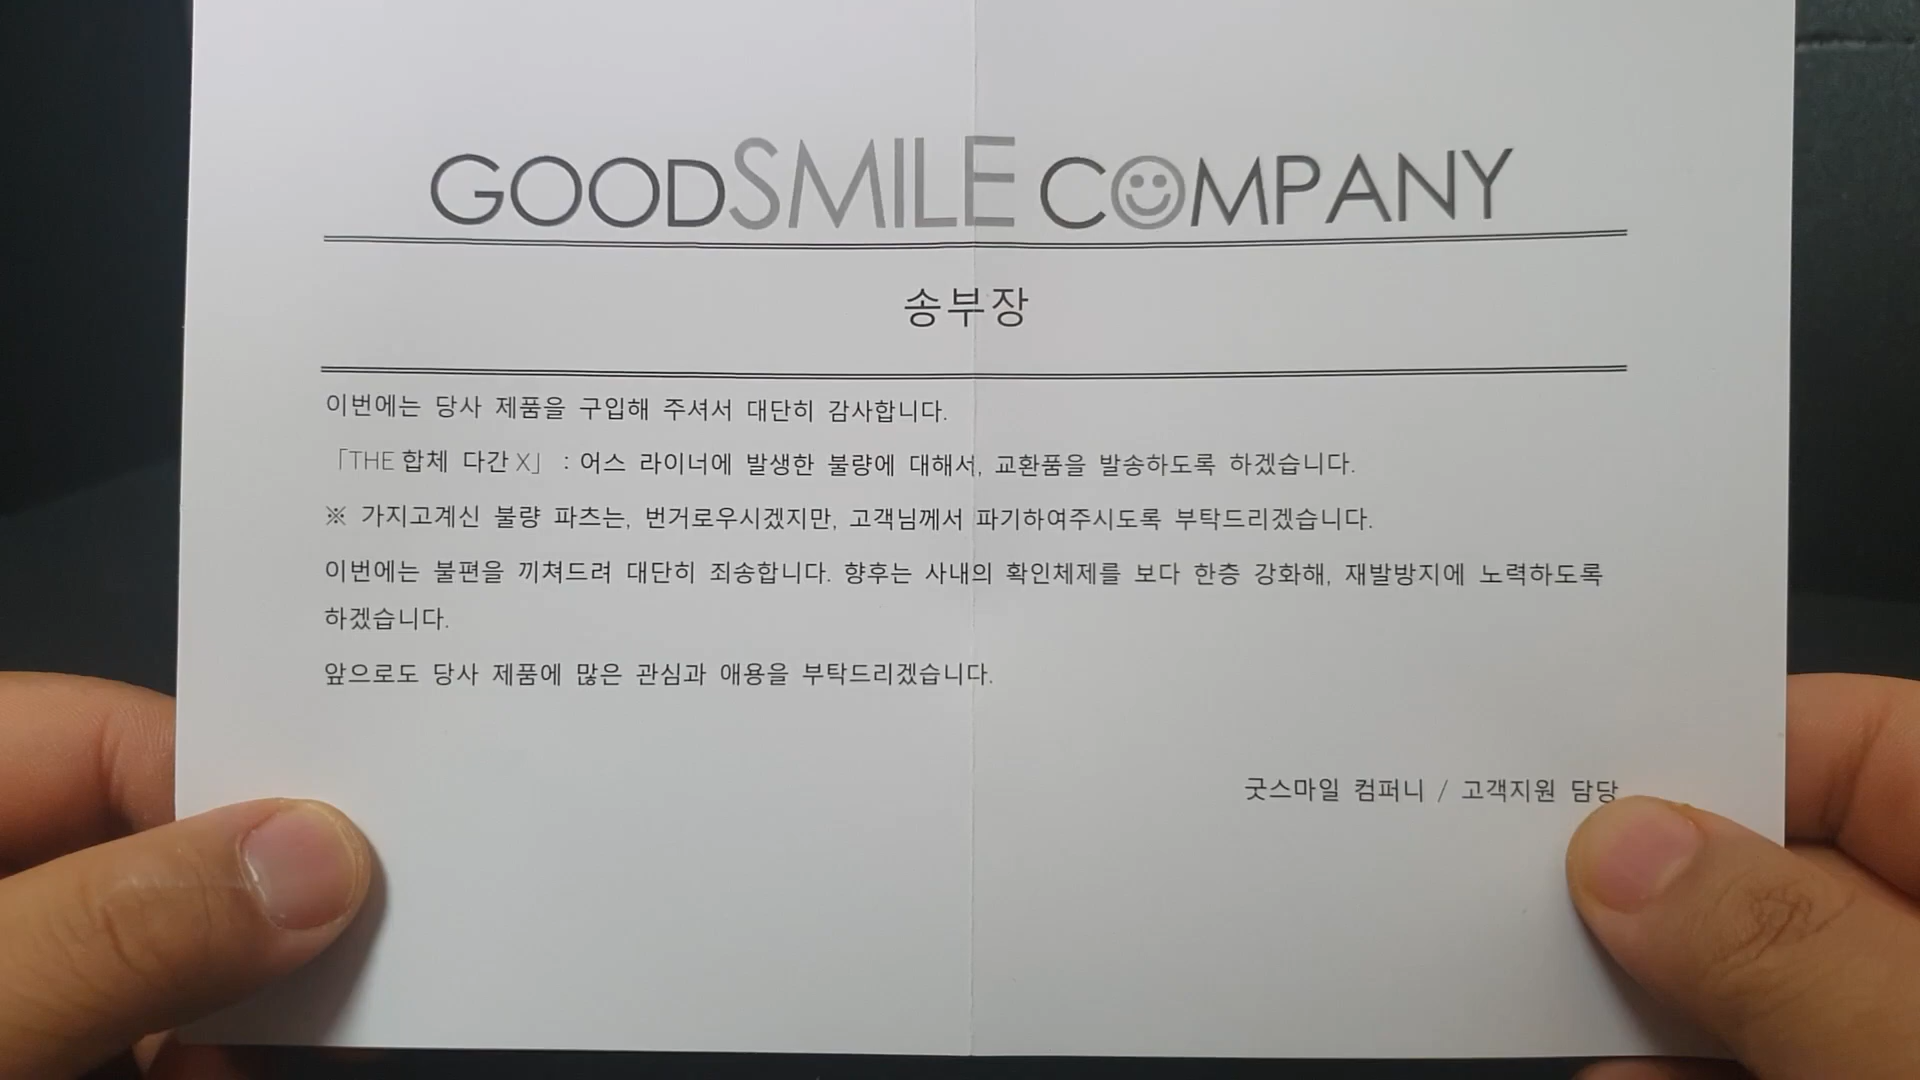 GOODSMILE COMPANY
송부장
이번에는 당사 제품을 구입해 주셔서 대단히 감사합니다.
「THE합체 다간X」 : 어스 라이너에 발생한 불량에 대해서, 교환품을 발송하도록 하겠습니다.
※ 가지고계신 불량 파츠는, 번거로우시겠지만, 고객님께서 파기하여주시도록 부탁드리겠습니다.
이번에는 불편을 끼쳐드려 대단히 죄송합니다. 향후는 사내의 확인체제를 보다 한층 강화해, 재발방지에 노력하도록
하겠습니다.
앞으로도 당사 제품에 많은 관심과 애용을 부탁드리겠습니다.
굿스마일 컴퍼니 / 고객지원 담당